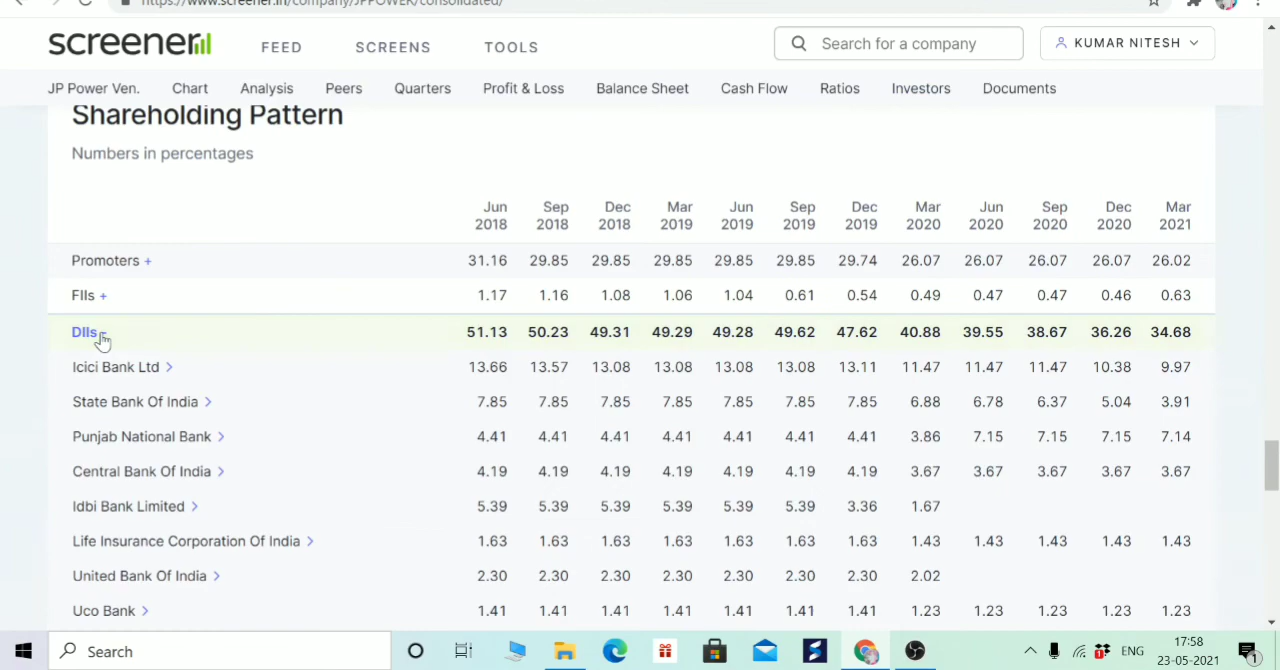 https://www.screener.in/company/JPPOWER/consolidated/
screener
FEED SCREENS TOOLS
Search for a company
KUMAR NITESH
JP Power Ven. Chart Analysis Peers Quarters Profit & Loss Balance Sheet Cash Flow Ratios Investors Documents
Shareholding Pattern
Numbers in percentages
Jun 2018 Sep 2018 Dec 2018 Mar 2019 Jun 2019 Sep 2019 Dec 2019 Mar 2020 Jun 2020 Sep 2020 Dec 2020 Mar 2021
Promoters + 31.16 29.85 29.85 29.85 29.85 29.85 29.74 26.07 26.07 26.07 26.07 26.02
FIIs + 1.17 1.16 1.08 1.06 1.04 0.61 0.54 0.49 0.47 0.47 0.46 0.63
DIIs - 51.13 50.23 49.31 49.29 49.28 49.62 47.62 40.88 39.55 38.67 36.26 34.68
Icici Bank Ltd > 13.66 13.57 13.08 13.08 13.08 13.08 13.11 11.47 11.47 11.47 10.38 9.97
State Bank Of India > 7.85 7.85 7.85 7.85 7.85 7.85 7.85 6.88 6.78 6.37 5.04 3.91
Punjab National Bank > 4.41 4.41 4.41 4.41 4.41 4.41 4.41 3.86 7.15 7.15 7.15 7.14
Central Bank Of India > 4.19 4.19 4.19 4.19 4.19 4.19 4.19 3.67 3.67 3.67 3.67 3.67
Idbi Bank Limited > 5.39 5.39 5.39 5.39 5.39 5.39 3.36 1.67
Life Insurance Corporation Of India > 1.63 1.63 1.63 1.63 1.63 1.63 1.63 1.43 1.43 1.43 1.43 1.43
United Bank Of India > 2.30 2.30 2.30 2.30 2.30 2.30 2.30 2.02
Uco Bank > 1.41 1.41 1.41 1.41 1.41 1.41 1.41 1.23 1.23 1.23 1.23 1.23
Search
ENG
17:58
23-05-2021
1